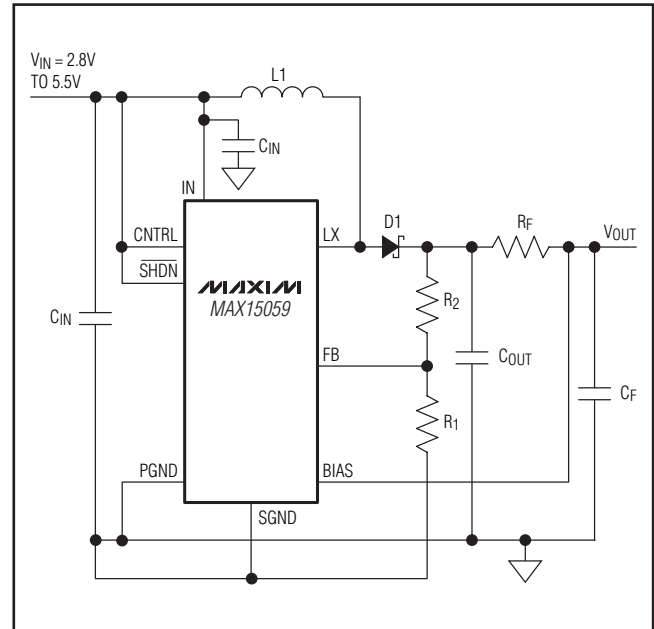 VIN = 2.8V
TO 5.5V
L1
CIN
IN
CNTRL
LX
D1
RF
VOUT
SHDN
MAXIM
MAX15059
R2
CIN
FB
COUT
CF
R1
PGND
BIAS
SGND